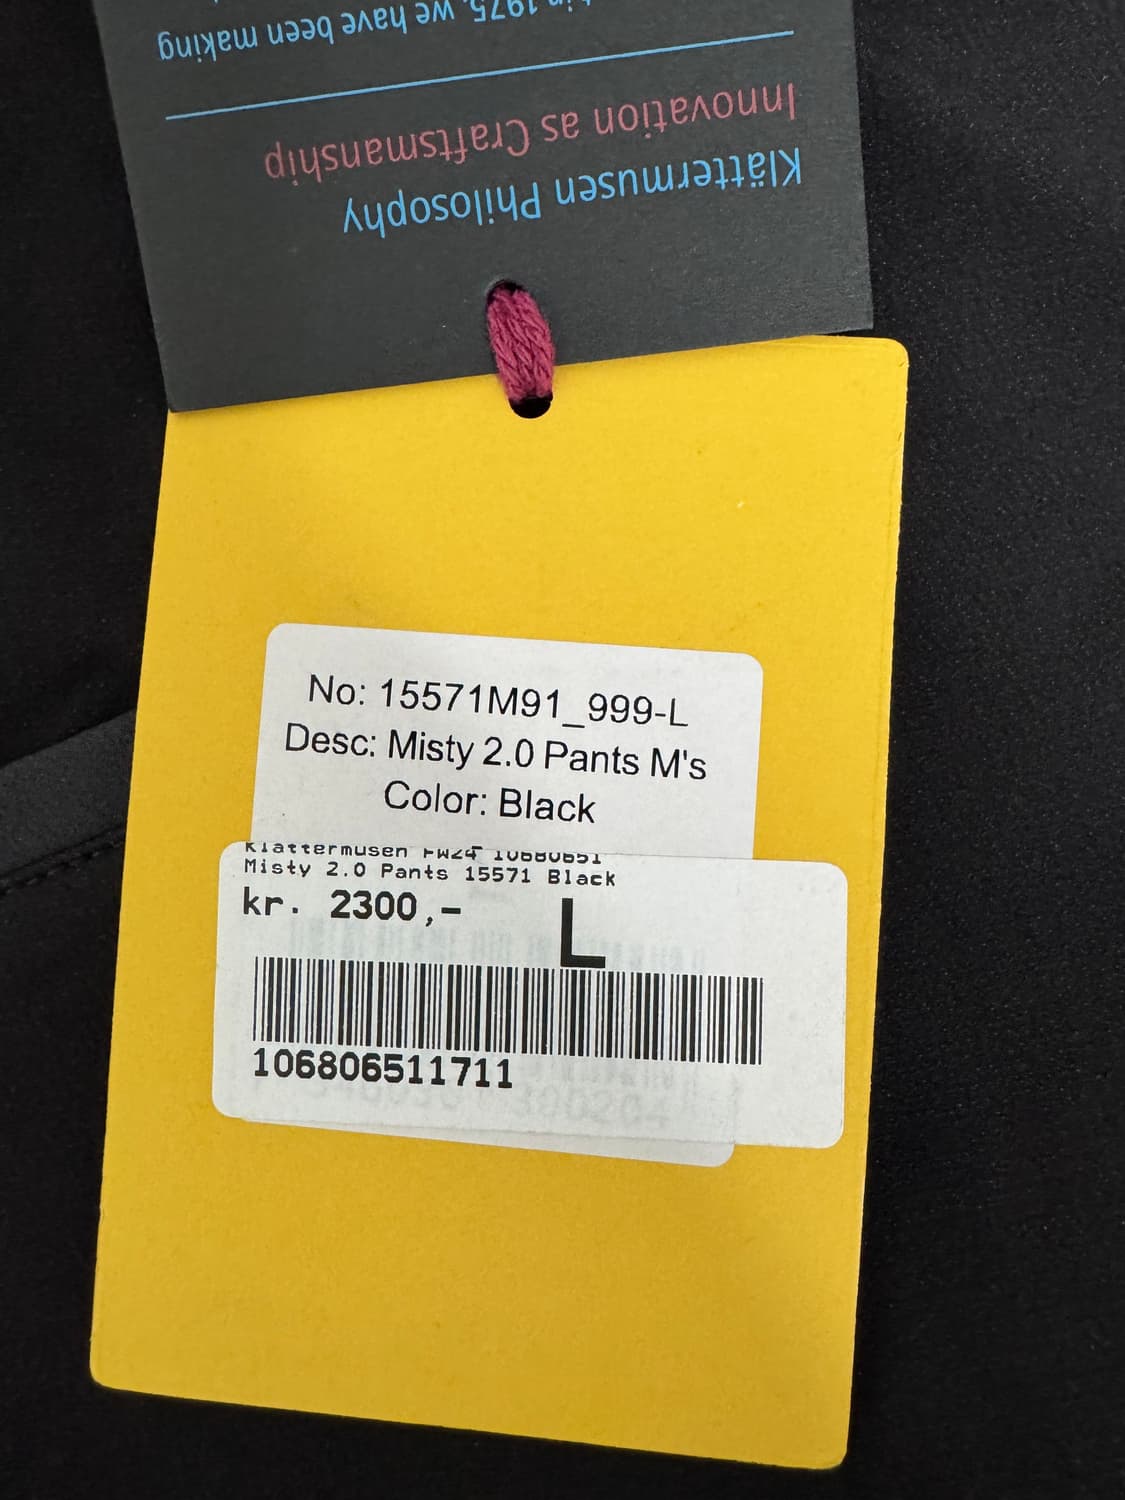 Klättermusen Philosophy
Innovation as Craftsmanship
in 1975, we have been making
No: 15571M91_999-L
Desc: Misty 2.0 Pants M's
Color: Black
Klattermusen FW24 10680651
Misty 2.0 Pants 15571 Black
kr. 2300,-
L
106806511711